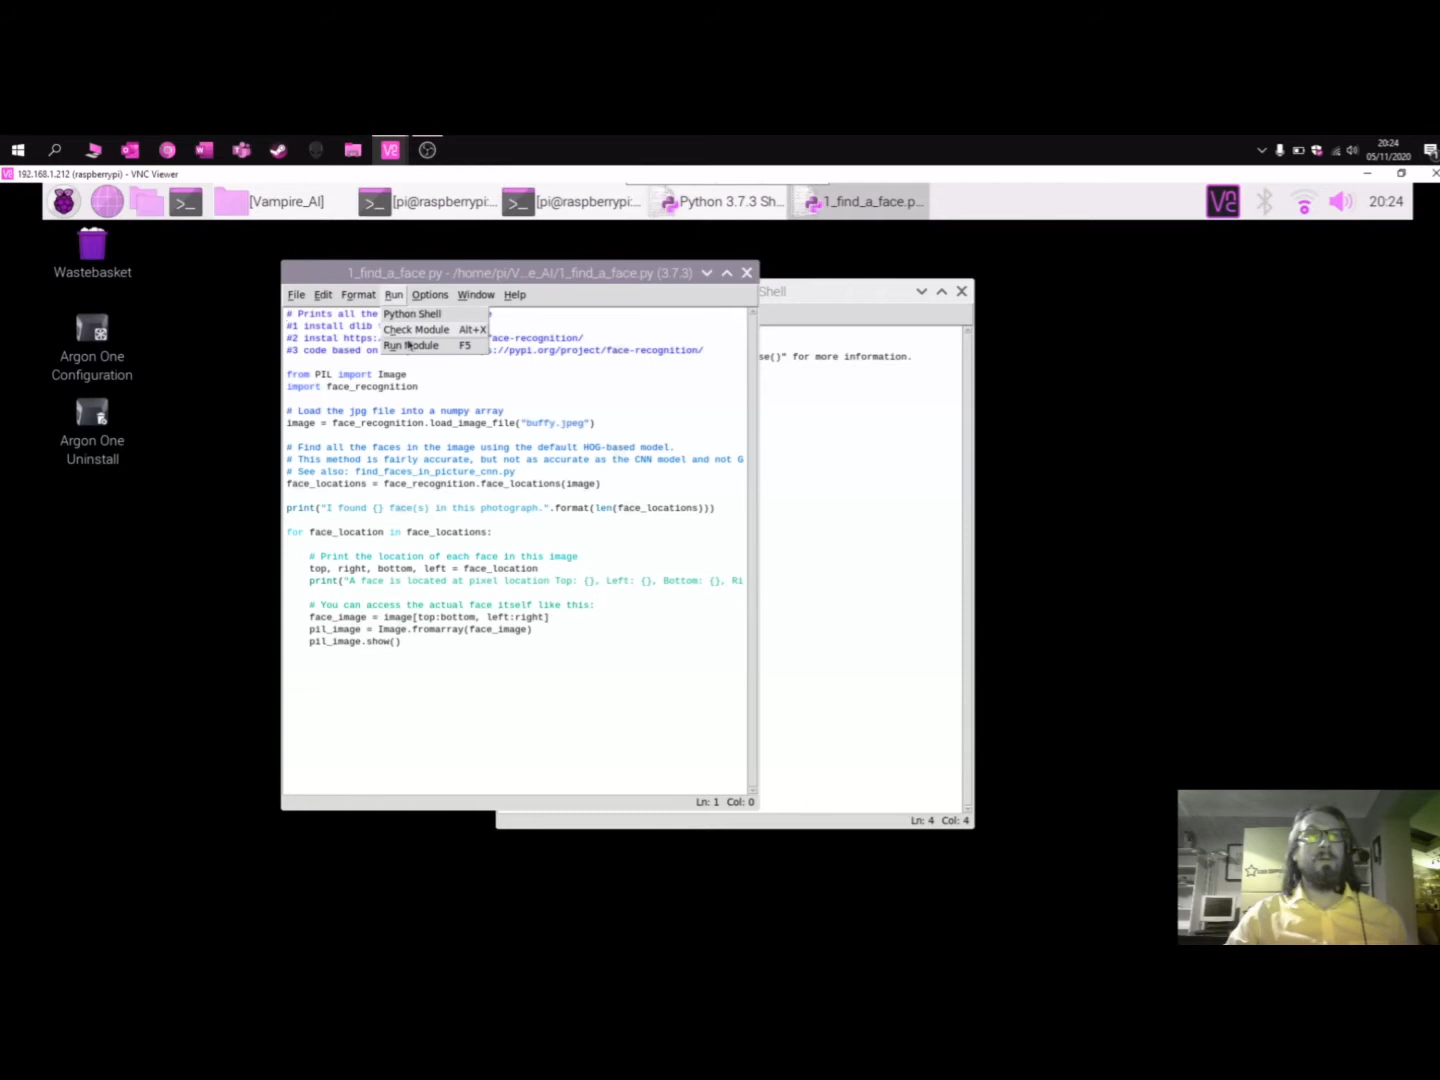 20:24
05/11/2020
192.168.1.212 (raspberrypi) - VNC Viewer
[Vampire_AI]
[pi@raspberrypi:...
[pi@raspberrypi:...
Python 3.7.3 Sh...
1_find_a_face.p...
20:24
Wastebasket
Argon One
Configuration
Argon One
Uninstall
1_find_a_face.py - /home/pi/V...e_AI/1_find_a_face.py (3.7.3)
Shell
File Edit Format Run Options Window Help
Python Shell
Check Module Alt+X
Run Module F5
# Prints all the
#1 install dlib
#2 instal https: face-recognition/
#3 code based on s://pypi.org/project/face-recognition/
from PIL import Image
import face_recognition
# Load the jpg file into a numpy array
image = face_recognition.load_image_file("buffy.jpeg")
# Find all the faces in the image using the default HOG-based model.
# This method is fairly accurate, but not as accurate as the CNN model and not G
# See also: find_faces_in_picture_cnn.py
face_locations = face_recognition.face_locations(image)
print("I found {} face(s) in this photograph.".format(len(face_locations)))
for face_location in face_locations:
# Print the location of each face in this image
top, right, bottom, left = face_location
print("A face is located at pixel location Top: {}, Left: {}, Bottom: {}, Ri
# You can access the actual face itself like this:
face_image = image[top:bottom, left:right]
pil_image = Image.fromarray(face_image)
pil_image.show()
Ln: 1 Col: 0
se()" for more information.
Ln: 4 Col: 4